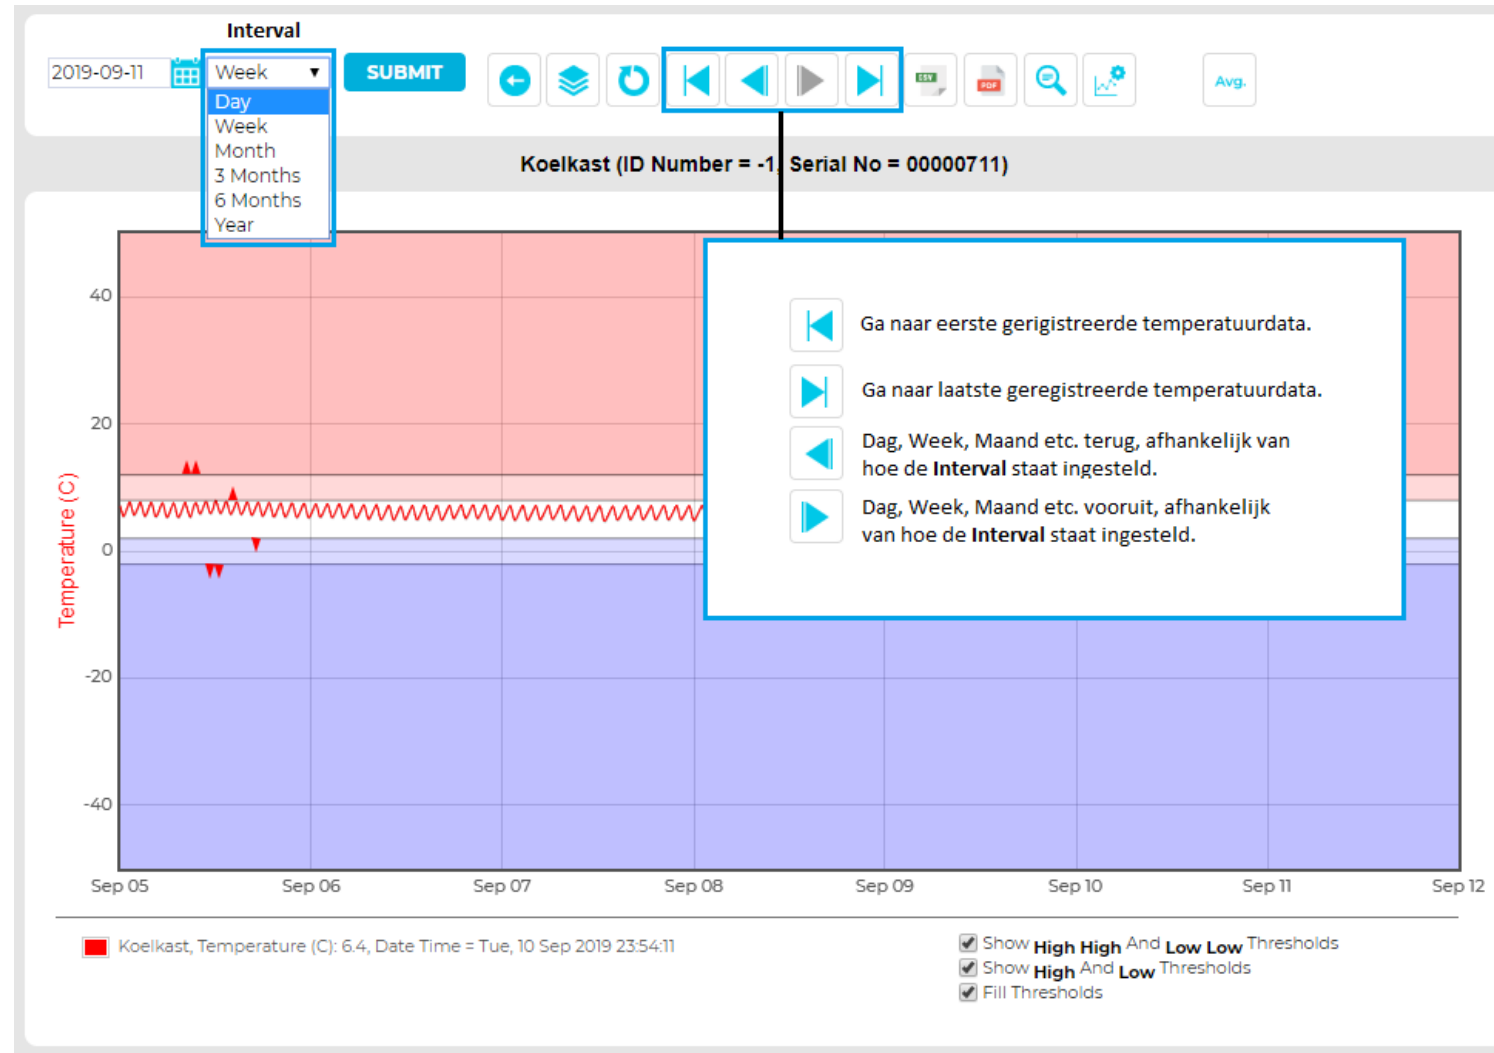 Interval
2019-09-11
Week
SUBMIT
CSV
PDF
Avg.
Day
Week
Month
3 Months
6 Months
Year
Koelkast (ID Number = -1, Serial No = 00000711)
Ga naar eerste gerigistreerde temperatuurdata.
Ga naar laatste geregistreerde temperatuurdata.
Dag, Week, Maand etc. terug, afhankelijk van
hoe de Interval staat ingesteld.
Dag, Week, Maand etc. vooruit, afhankelijk
van hoe de Interval staat ingesteld.
Temperature (C)
40
20
0
-20
-40
Sep 05
Sep 06
Sep 07
Sep 08
Sep 09
Sep 10
Sep 11
Sep 12
Koelkast, Temperature (C): 6.4, Date Time = Tue, 10 Sep 2019 23:54:11
Show High High And Low Low Thresholds
Show High And Low Thresholds
Fill Thresholds